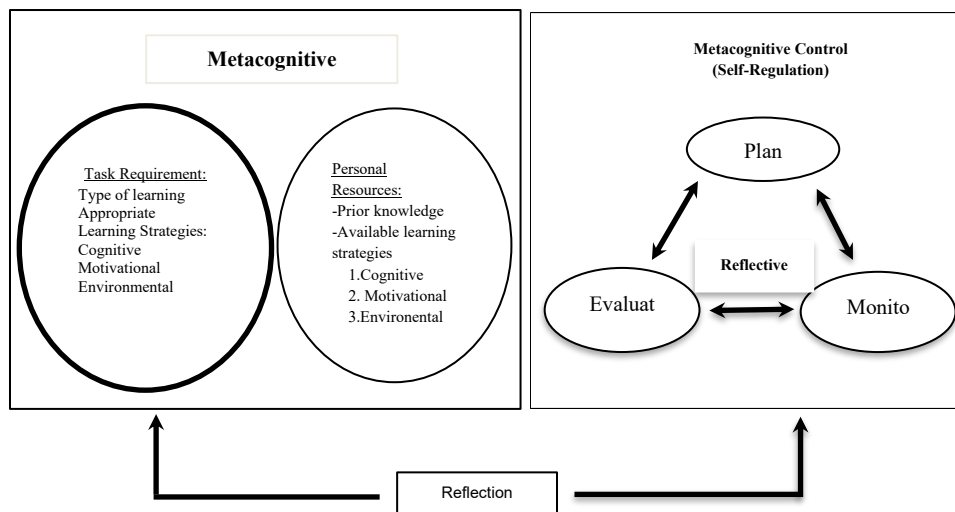 Metacognitive
Task Requirement:
Type of learning
Appropriate
Learning Strategies:
Cognitive
Motivational
Environmental
Personal
Resources:
-Prior knowledge
-Available learning
strategies
1.Cognitive
2. Motivational
3.Environental
Metacognitive Control
(Self-Regulation)
Plan
Reflective
Evaluat
Monito
Reflection